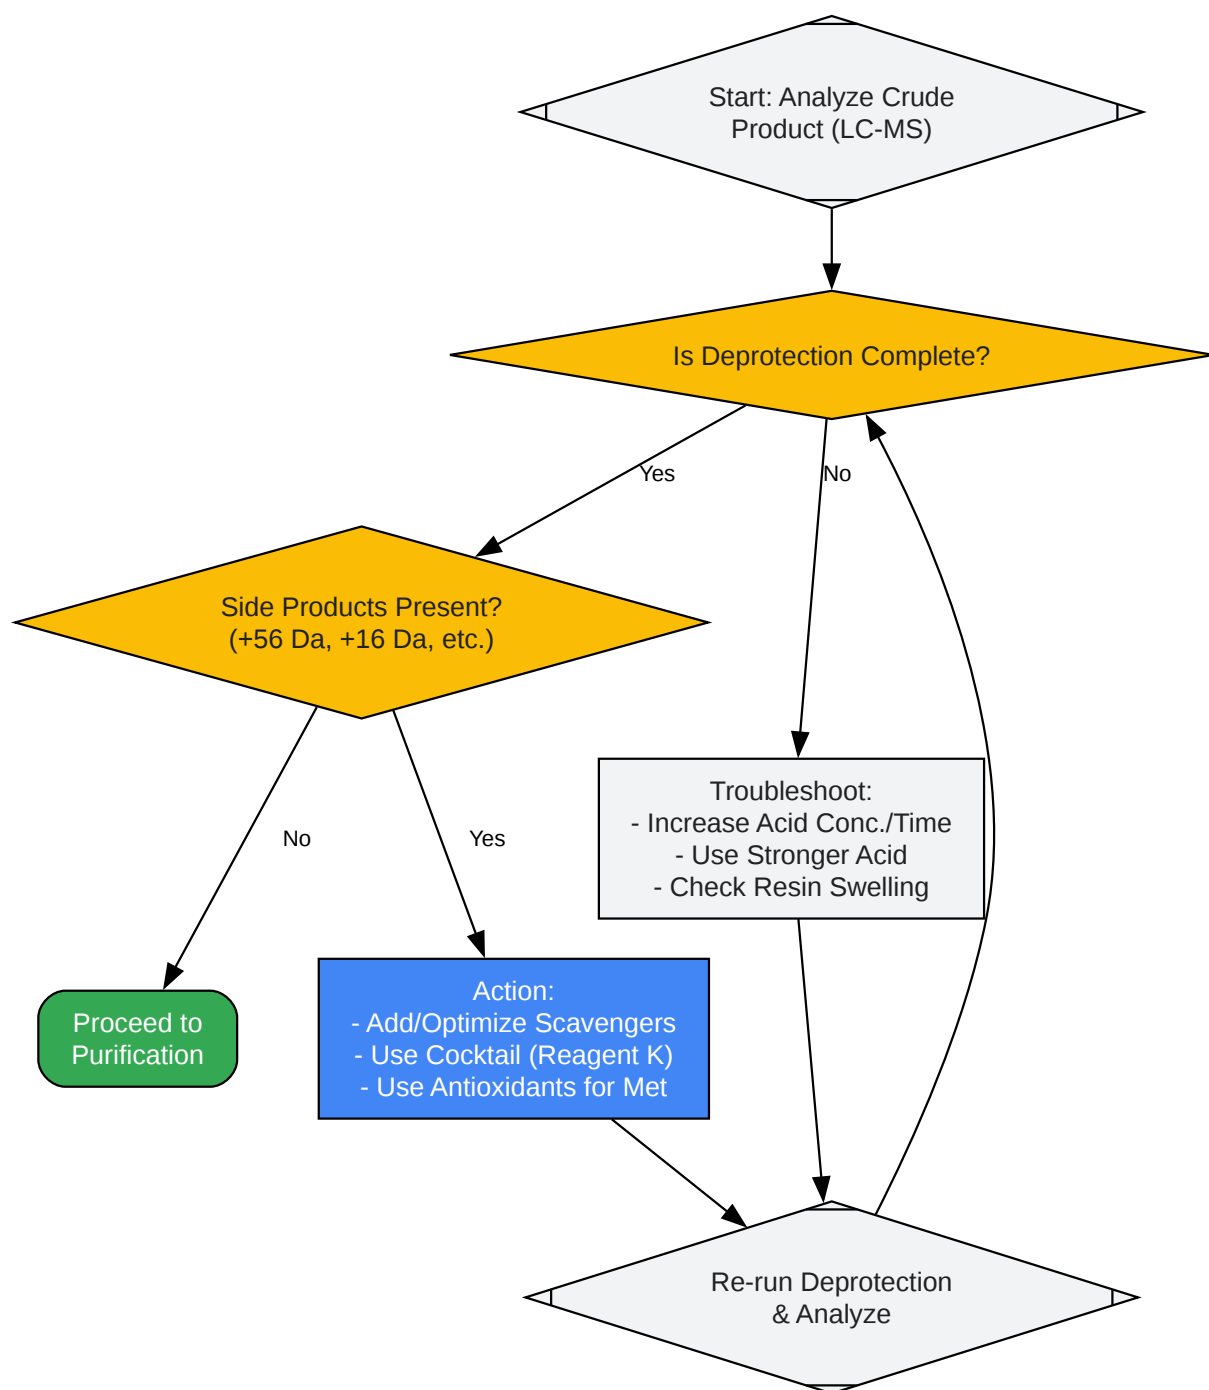 Start: Analyze Crude
Product (LC-MS)
Is Deprotection Complete?
Yes
No
Side Products Present?
(+56 Da, +16 Da, etc.)
Troubleshoot:
- Increase Acid Conc./Time
- Use Stronger Acid
- Check Resin Swelling
No
Yes
Proceed to
Purification
Action:
- Add/Optimize Scavengers
- Use Cocktail (Reagent K)
- Use Antioxidants for Met
Re-run Deprotection
& Analyze